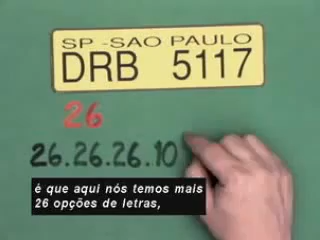 SP - SAO PAULO
DRB 5117
26
26.26.26.10
é que aqui nós temos mais
26 opções de letras,